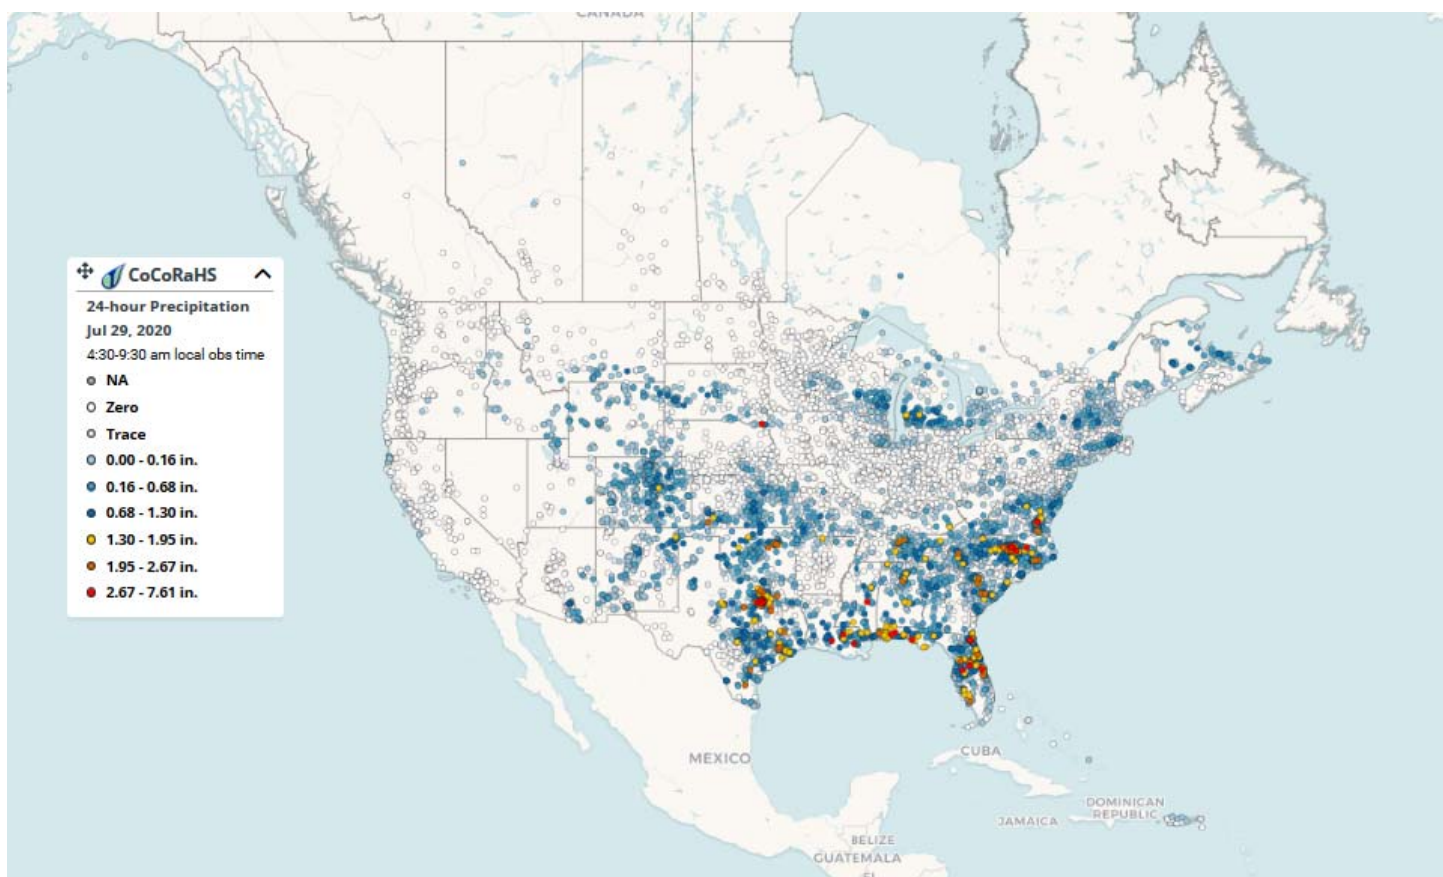 CANADA
CoCoRaHS
24-hour Precipitation
Jul 29, 2020
4:30-9:30 am local obs time
NA
Zero
Trace
0.00 - 0.16 in.
0.16 - 0.68 in.
0.68 - 1.30 in.
1.30 - 1.95 in.
1.95 - 2.67 in.
2.67 - 7.61 in.
MEXICO
CUBA
DOMINICAN
REPUBLIC
JAMAICA
BELIZE
GUATEMALA